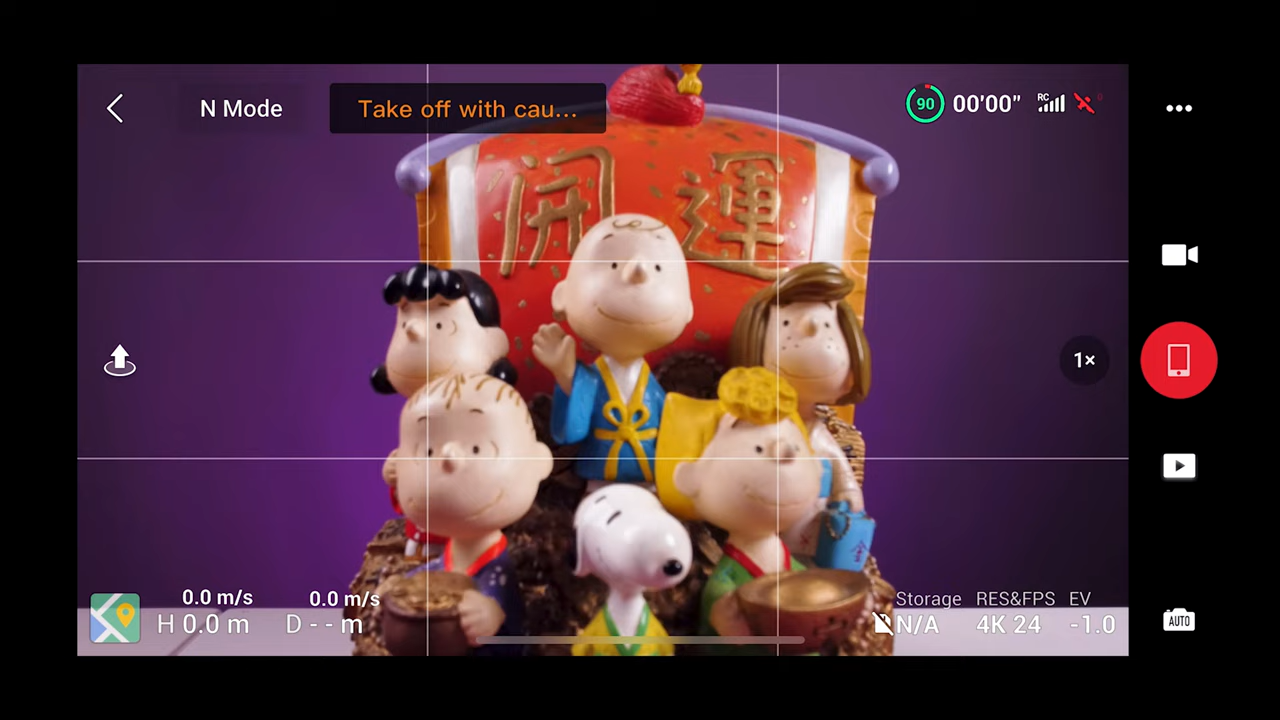 N Mode
Take off with cau...
90
00'00"
RC
開運
1×
0.0 m/s
0.0 m/s
H 0.0 m
D - - m
Storage
RES&FPS
EV
N/A
4K 24
-1.0
AUTO